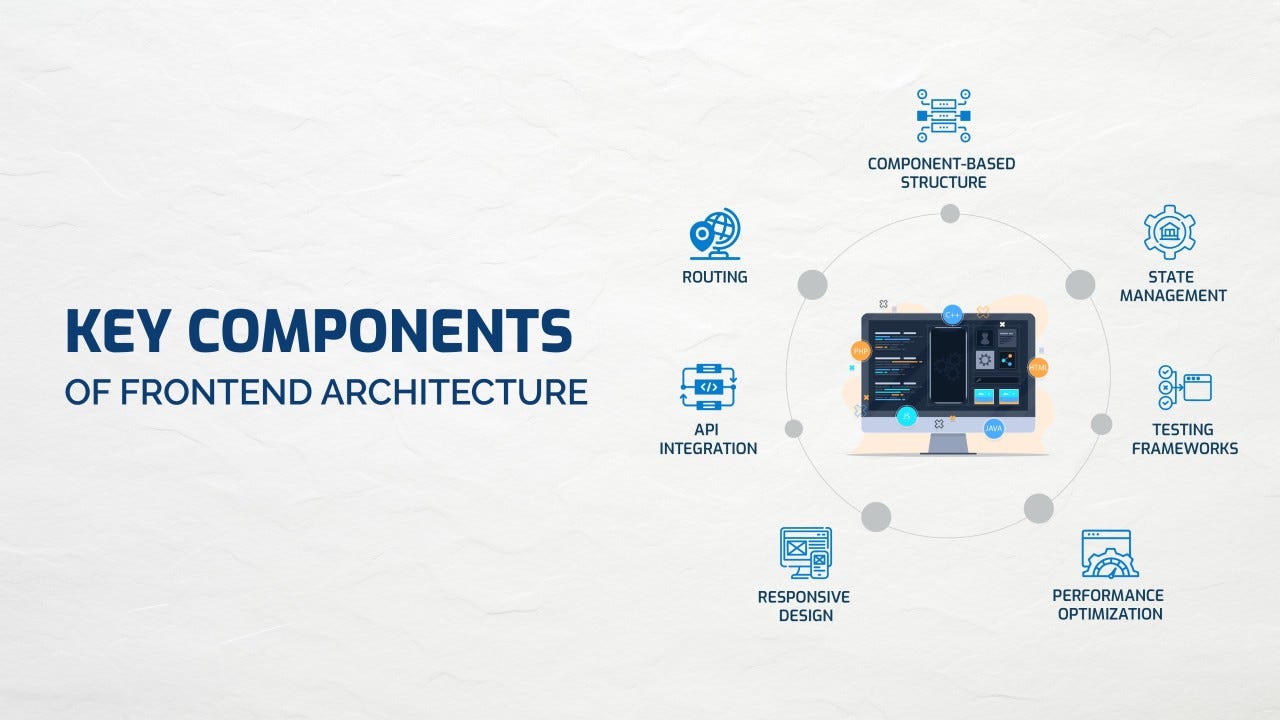 KEY COMPONENTS
OF FRONTEND ARCHITECTURE
COMPONENT-BASED
STRUCTURE
STATE
MANAGEMENT
TESTING
FRAMEWORKS
PERFORMANCE
OPTIMIZATION
RESPONSIVE
DESIGN
API
INTEGRATION
ROUTING
C++
PHP
HTML
JS
JAVA